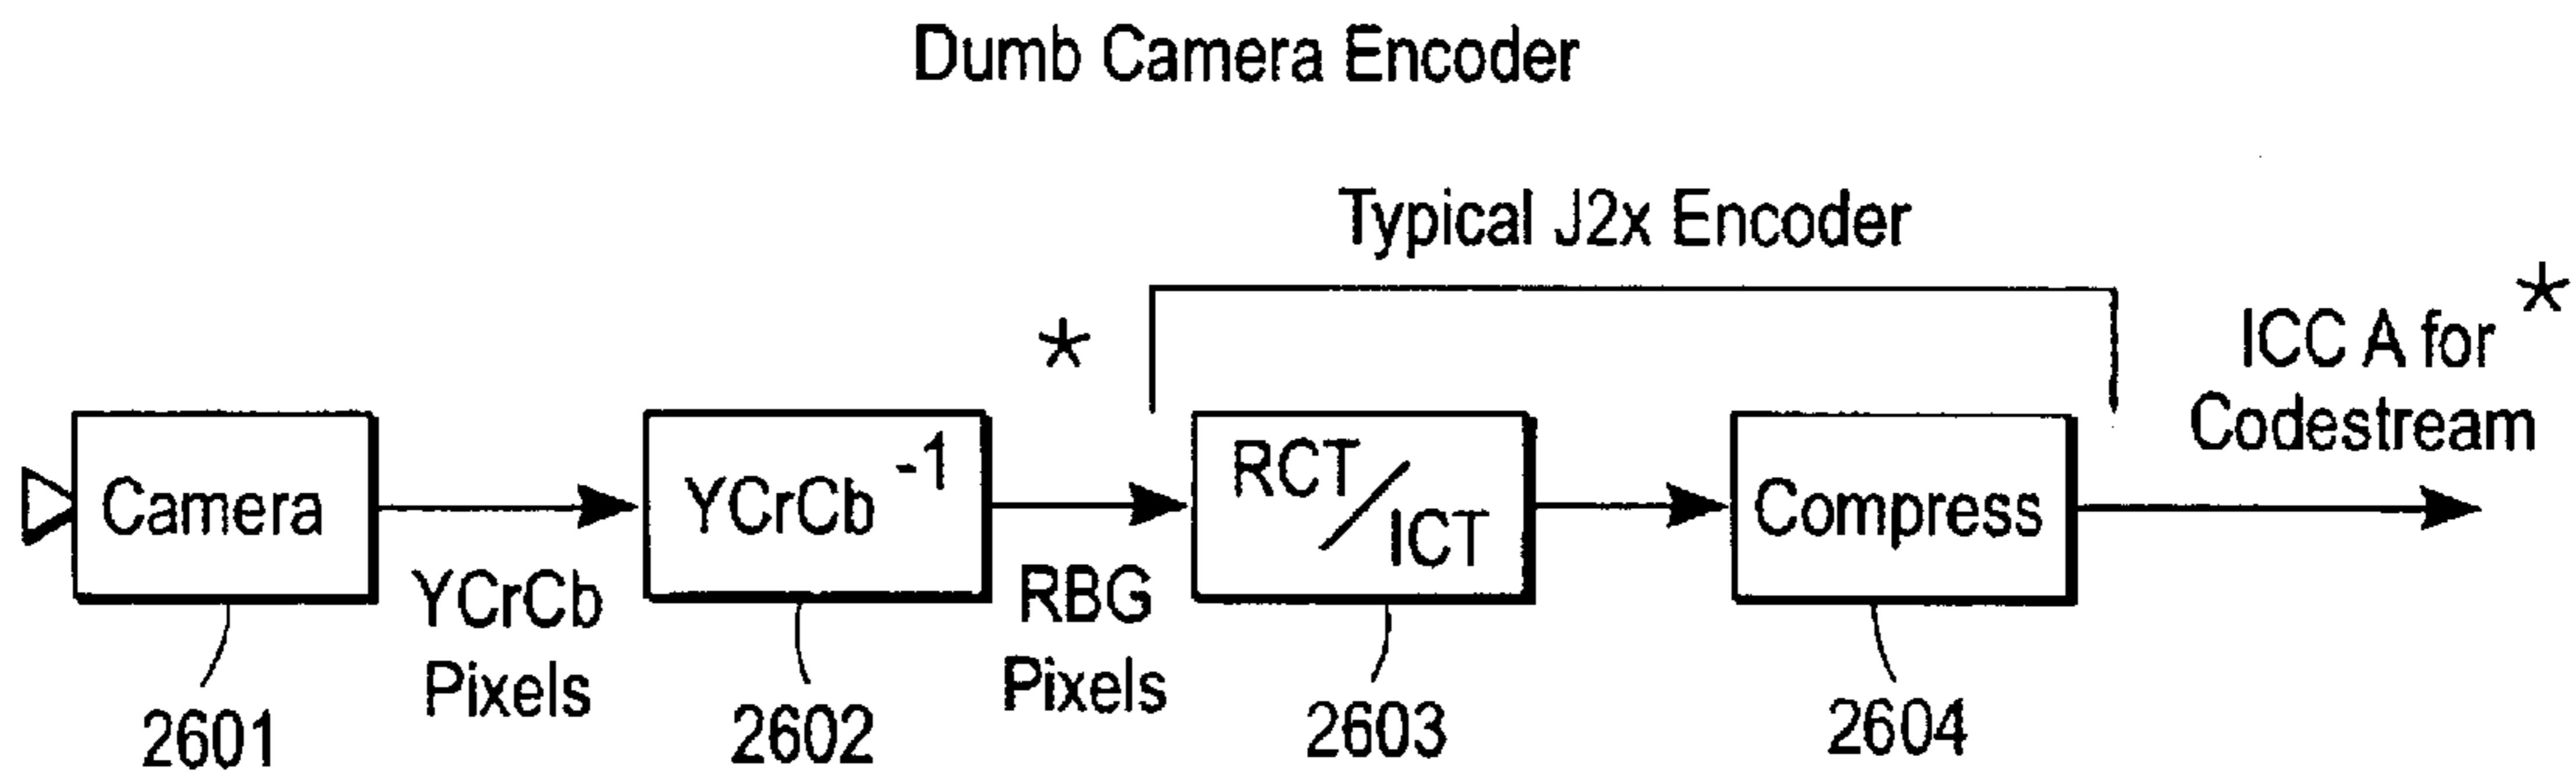 Dumb Camera Encoder
Typical J2x Encoder
*
*
ICC A for
Codestream
Camera
YCrCb
Pixels
YCrCb -1
RBG
Pixels
RCT/ICT
Compress
2601
2602
2603
2604